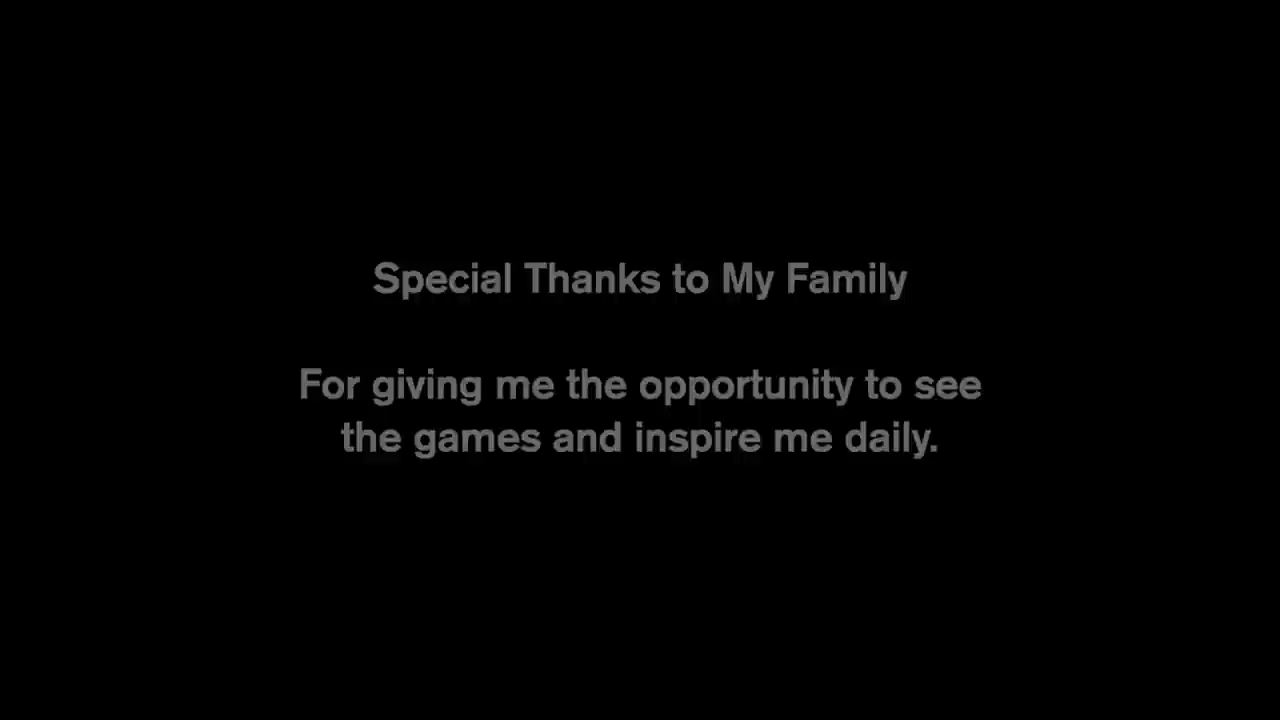 Special Thanks to My Family
For giving me the opportunity to see
the games and inspire me daily.